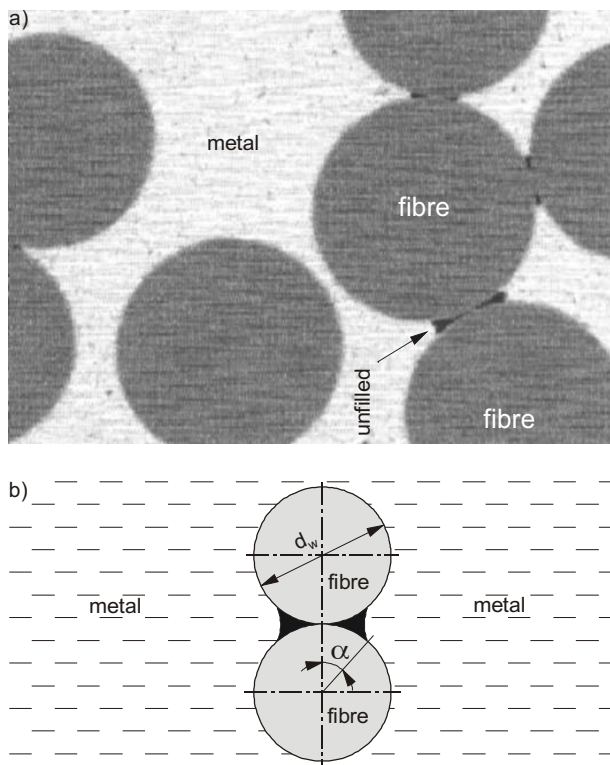 a)
metal
fibre
unfilled
fibre
b)
d_w
fibre
metal
metal
α
fibre